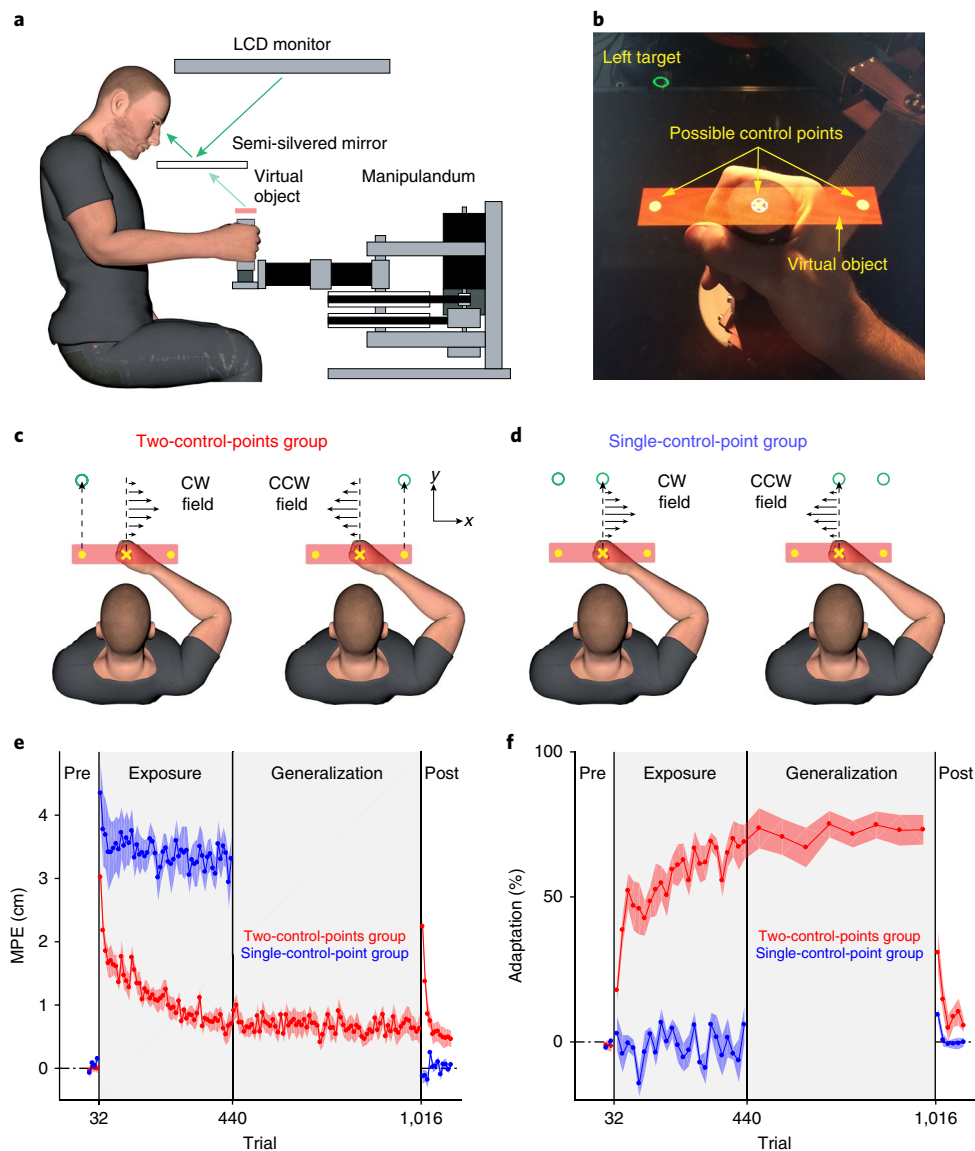 a
LCD monitor
Semi-silvered mirror
Virtual
object
Manipulandum
b
Left target
Possible control points
Virtual object
c
Two-control-points group
CW
field
CCW
field
y
x
d
Single-control-point group
CW
field
CCW
field
e
Pre
Exposure
Generalization
Post
4
3
2
1
0
MPE (cm)
Two-control-points group
Single-control-point group
32
440
1,016
Trial
f
100
Pre
Exposure
Generalization
Post
50
0
Adaptation (%)
Two-control-points group
Single-control-point group
32
440
1,016
Trial